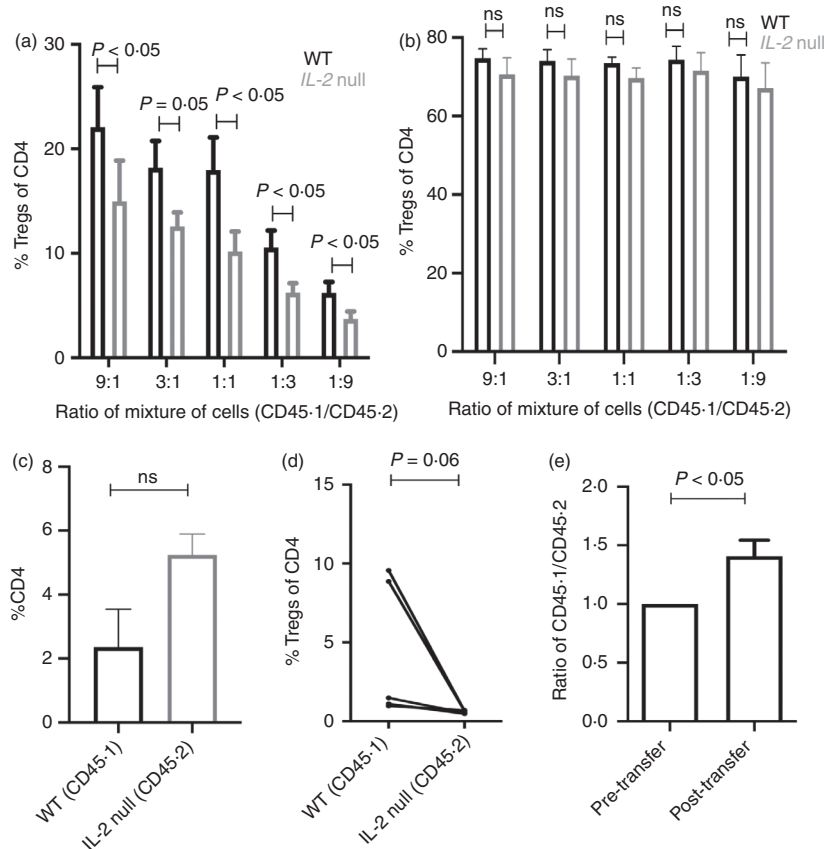 (a)
30
20
10
0
% Tregs of CD4
P < 0·05
P = 0·05
P < 0·05
P < 0·05
P < 0·05
WT
IL-2 null
9:1 3:1 1:1 1:3 1:9
Ratio of mixture of cells (CD45·1/CD45·2)
(b)
80
60
40
20
0
% Tregs of CD4
ns ns ns ns ns
WT
IL-2 null
9:1 3:1 1:1 1:3 1:9
Ratio of mixture of cells (CD45·1/CD45·2)
(c)
8
6
4
2
0
%CD4
ns
WT (CD45·1)
IL-2 null (CD45·2)
(d)
15
10
5
0
% Tregs of CD4
P = 0·06
WT (CD45·1)
IL-2 null (CD45·2)
(e)
2·0
1·5
1·0
0·5
0·0
Ratio of CD45·1/CD45·2
P < 0·05
Pre-transfer
Post-transfer